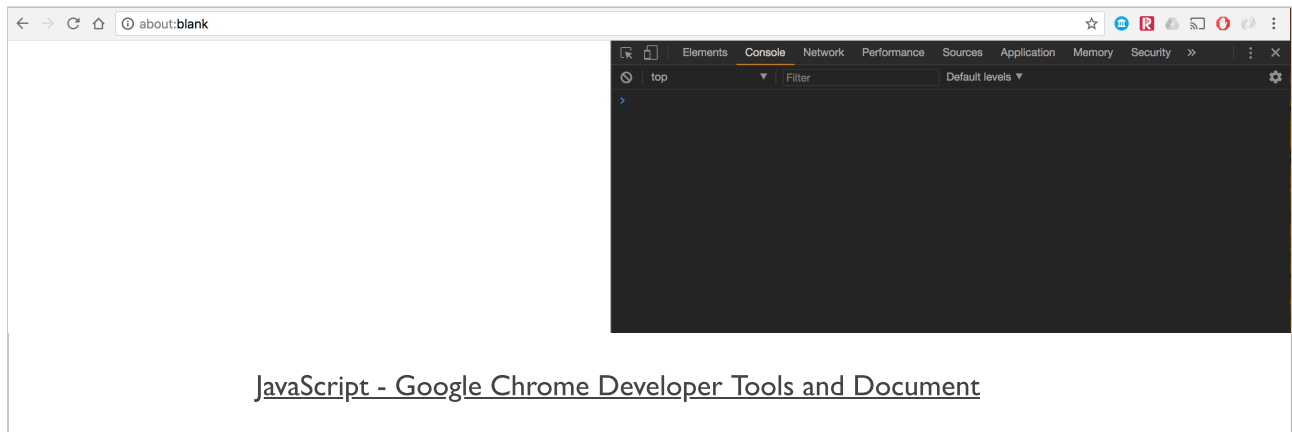 about:blank
Elements Console Network Performance Sources Application Memory Security »
top Filter Default levels
JavaScript - Google Chrome Developer Tools and Document